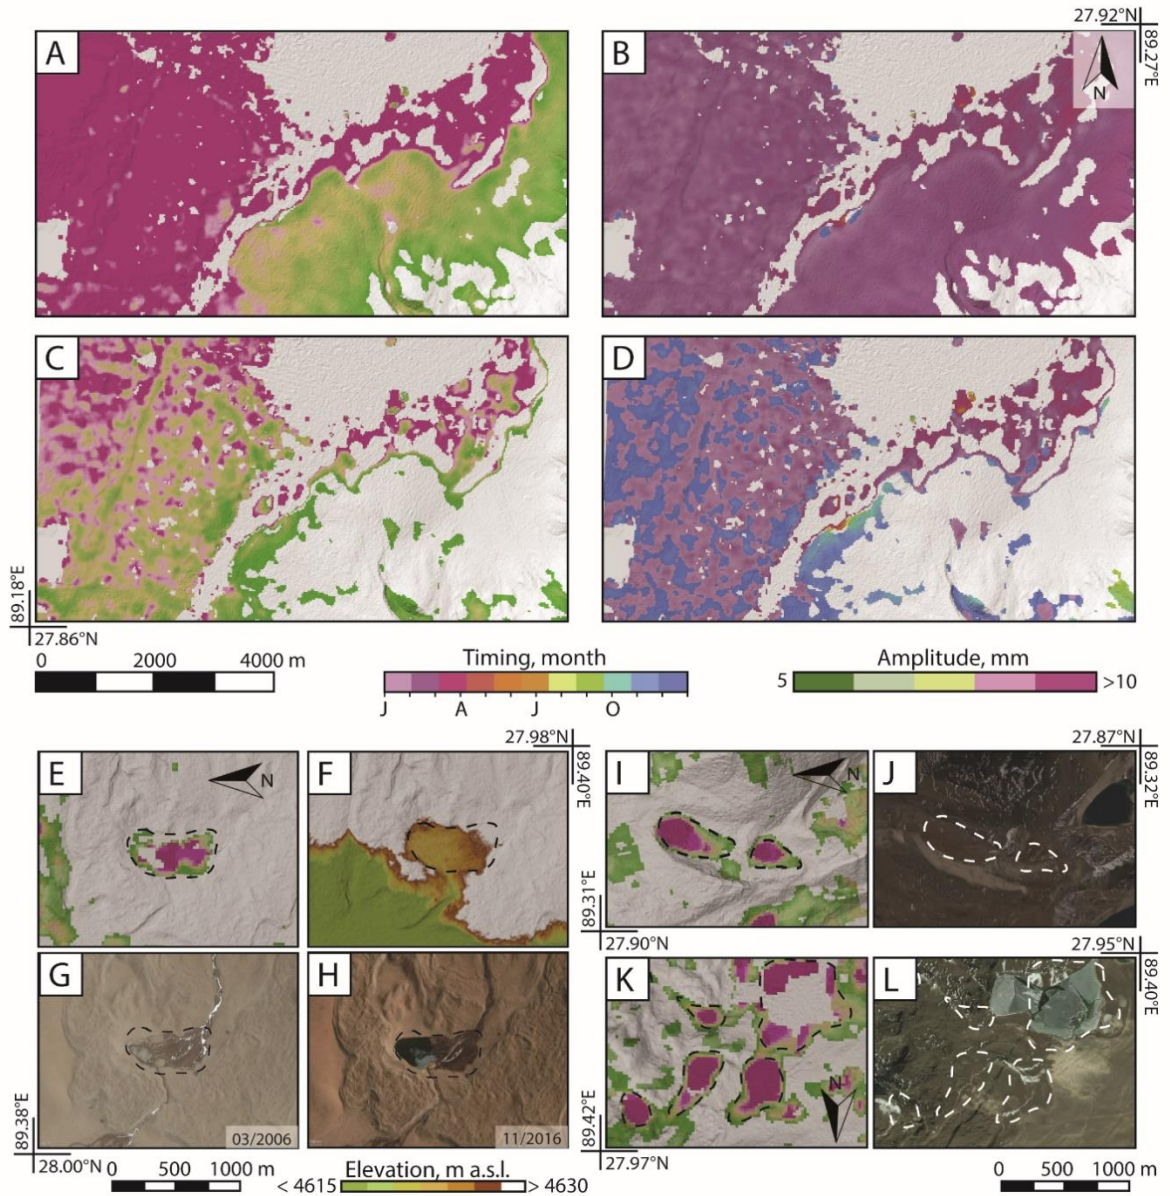 27.92°N
89.27°E
A
B
N
C
D
89.18°E
27.86°N
0 2000 4000 m
Timing, month
J A J O
Amplitude, mm
5 >10
27.98°N
89.40°E
27.87°N
89.32°E
E
N
F
I
N
J
89.31°E
27.90°N
27.95°N
89.40°E
G
03/2006
H
11/2016
K
N
L
89.38°E
28.00°N
89.42°E
27.97°N
0 500 1000 m
Elevation, m a.s.l.
< 4615 > 4630
0 500 1000 m